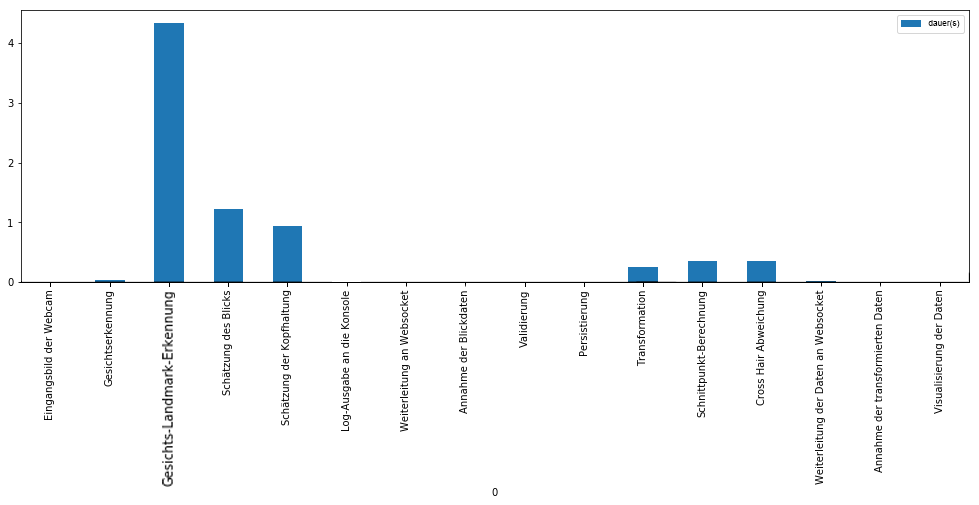 dauer(s)
4
3
2
1
0
Eingangsbild der Webcam
Gesichtserkennung
Gesichts-Landmark-Erkennung
Schätzung des Blicks
Schätzung der Kopfhaltung
Log-Ausgabe an die Konsole
Weiterleitung an Websocket
Annahme der Blickdaten
Validierung
Persistierung
Transformation
Schnittpunkt-Berechnung
Cross Hair Abweichung
Weiterleitung der Daten an Websocket
Annahme der transformierten Daten
Visualisierung der Daten
0